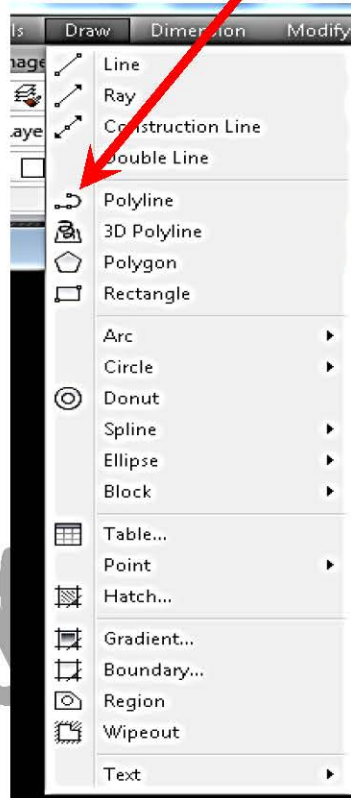 ls Draw Dimension Modify
nage
aye
Line
Ray
Construction Line
Double Line
Polyline
3D Polyline
Polygon
Rectangle
Arc
Circle
Donut
Spline
Ellipse
Block
Table...
Point
Hatch...
Gradient...
Boundary...
Region
Wipeout
Text